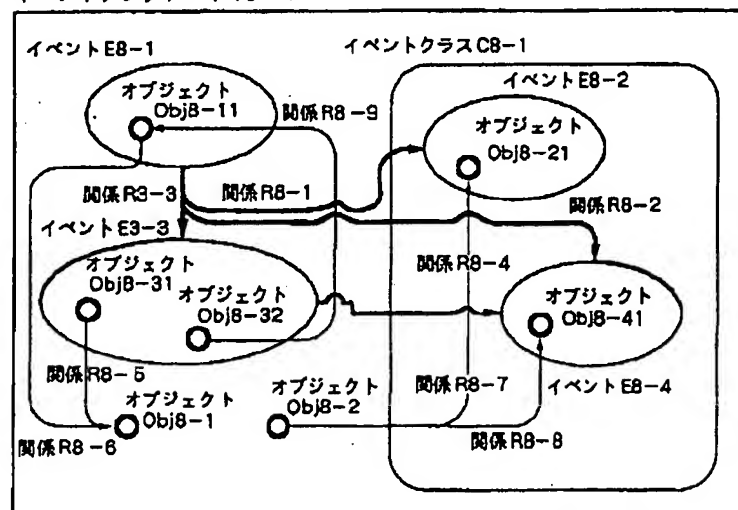 イベントE8-1
イベントクラスC8-1
オブジェクト
Obj8-11
関係R8-9
イベントE8-2
オブジェクト
Obj8-21
関係R3-3
関係R8-1
関係R8-2
イベントE3-3
オブジェクト
Obj8-31
オブジェクト
Obj8-32
関係R8-4
オブジェクト
Obj8-41
関係R8-5
オブジェクト
Obj8-1
オブジェクト
Obj8-2
関係R8-7
イベントE8-4
関係R8-6
関係R8-8